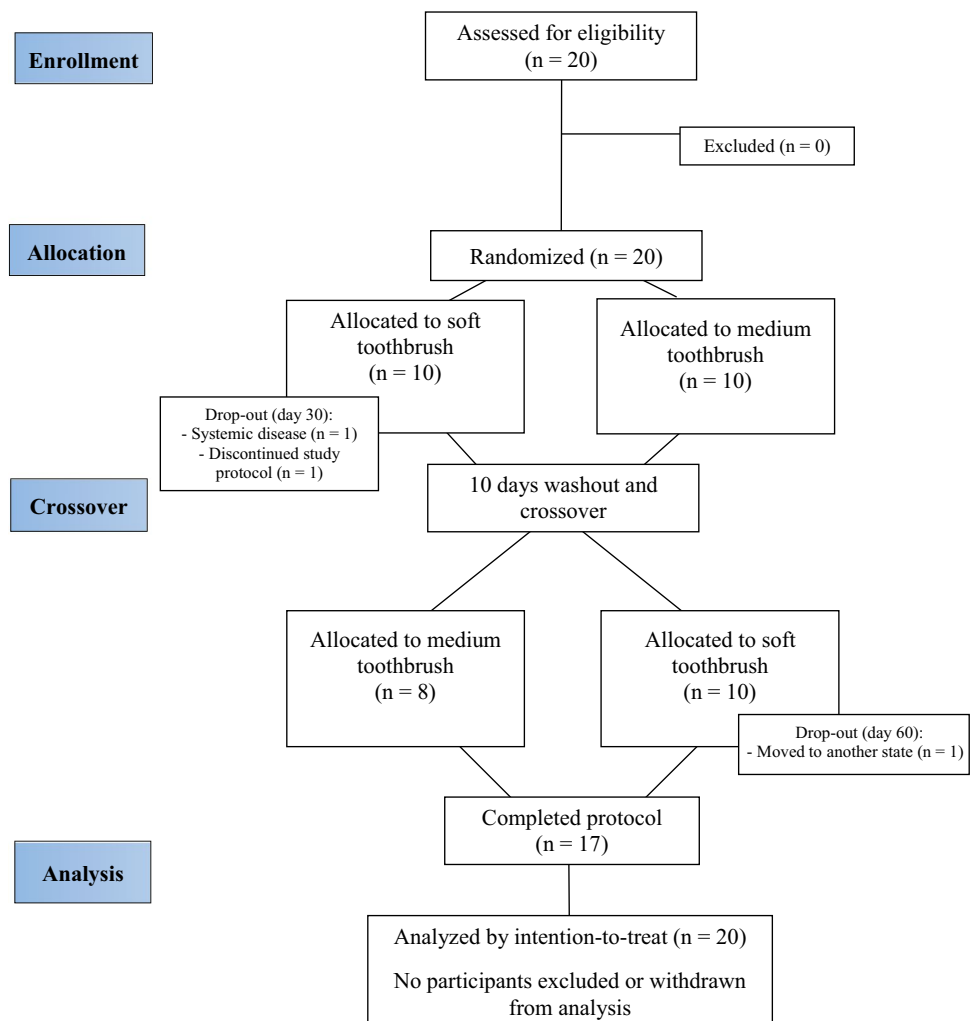 Enrollment
Assessed for eligibility
(n = 20)
Excluded (n = 0)
Allocation
Randomized (n = 20)
Allocated to soft
toothbrush
(n = 10)
Allocated to medium
toothbrush
(n = 10)
Drop-out (day 30):
- Systemic disease (n = 1)
- Discontinued study
protocol (n = 1)
Crossover
10 days washout and
crossover
Allocated to medium
toothbrush
(n = 8)
Allocated to soft
toothbrush
(n = 10)
Drop-out (day 60):
- Moved to another state (n = 1)
Completed protocol
(n = 17)
Analysis
Analyzed by intention-to-treat (n = 20)
No participants excluded or withdrawn
from analysis